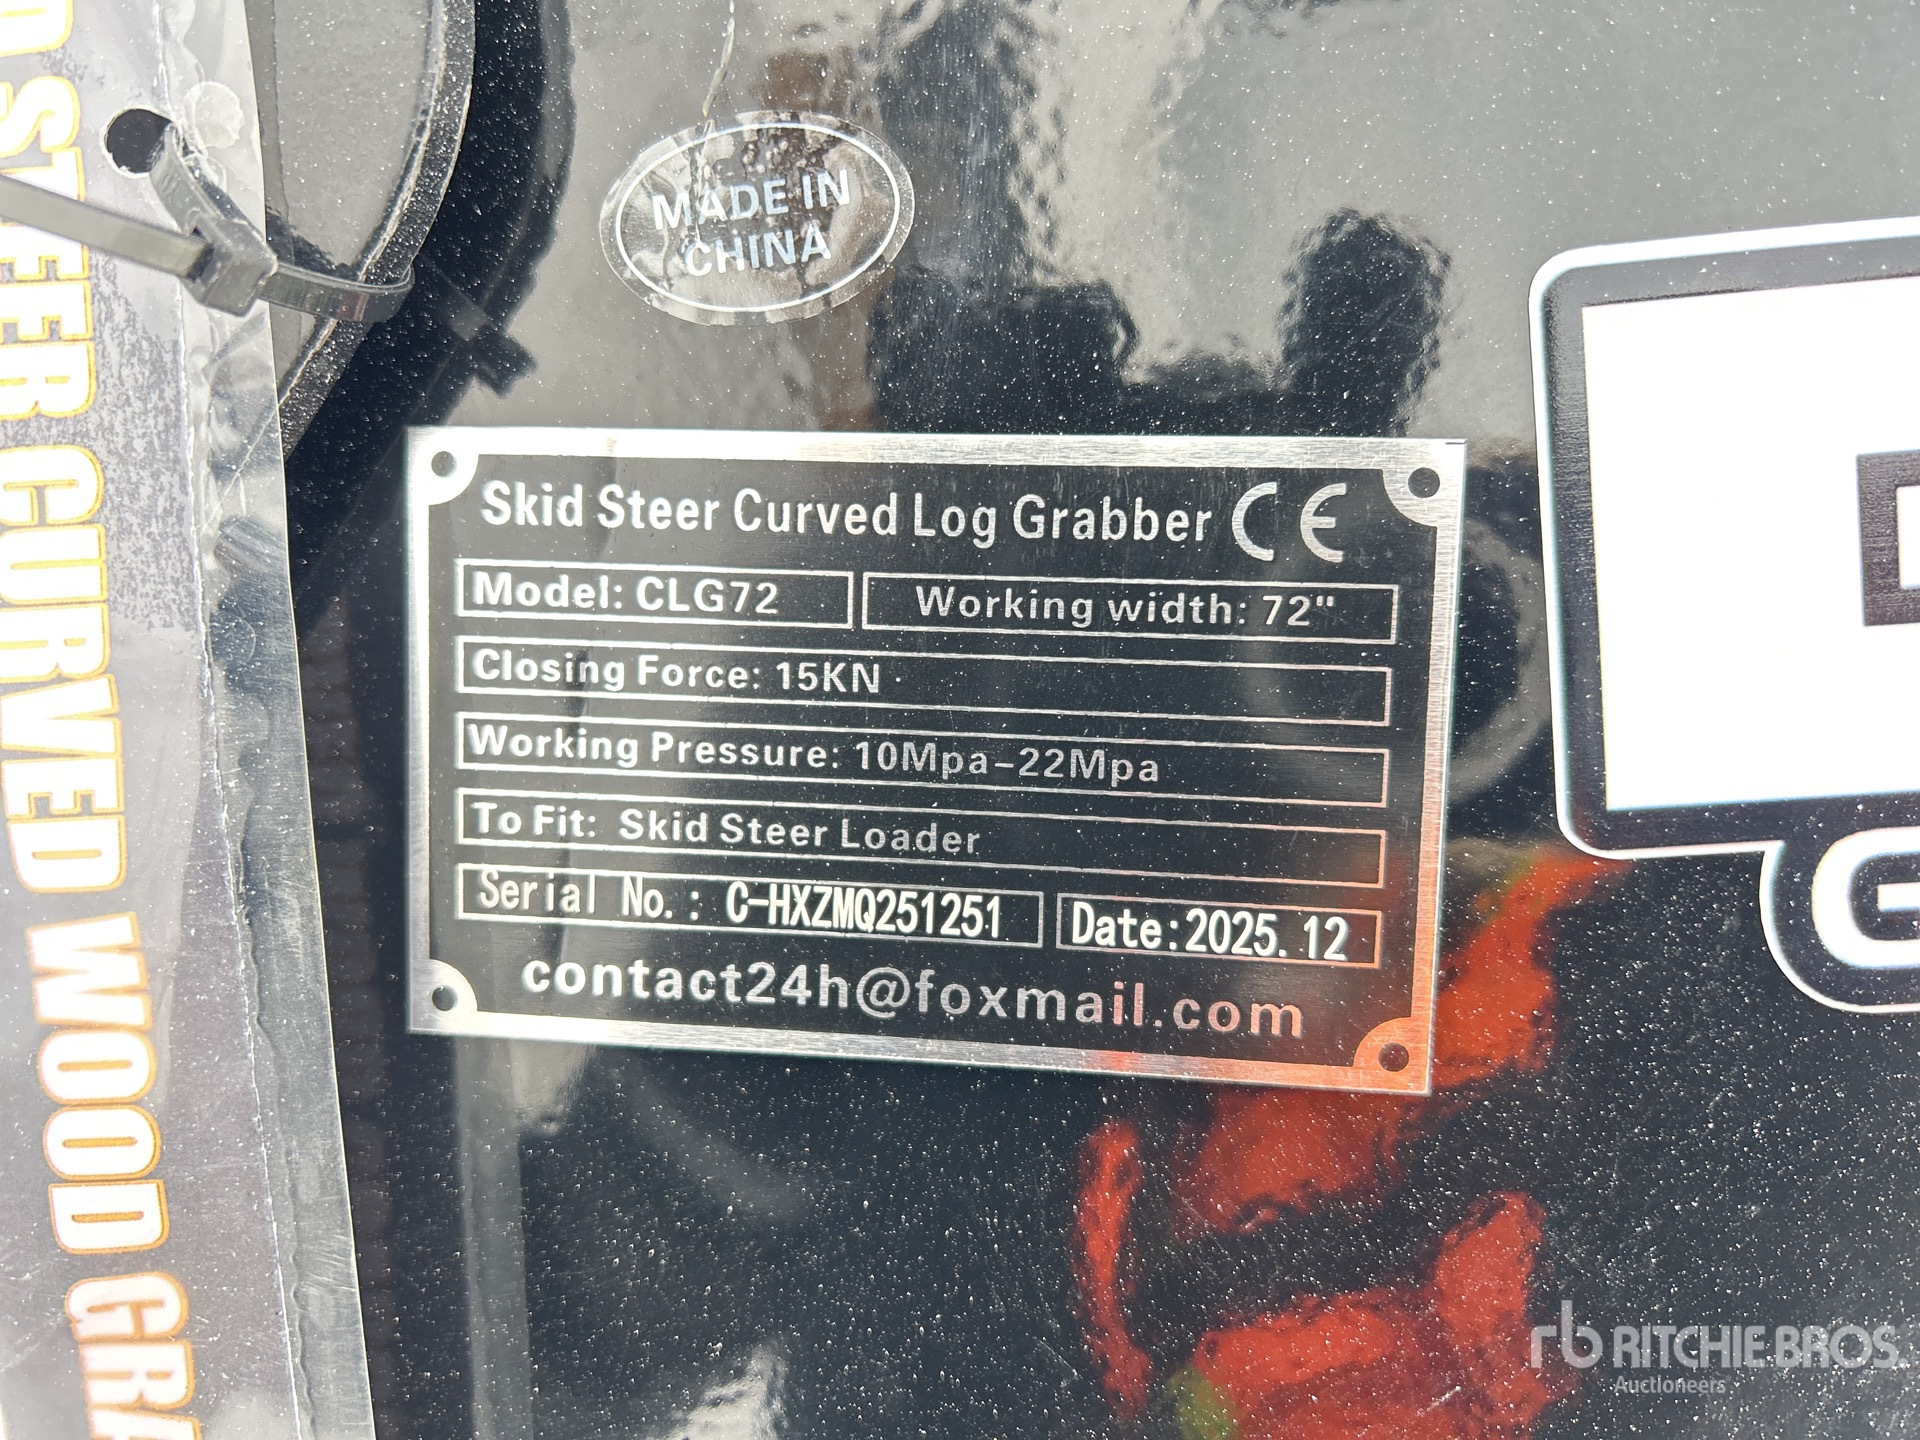 MADE IN
CHINA
Skid Steer Curved Log Grabber CE
Model: CLG72
Working width: 72"
Closing Force: 15KN
Working Pressure: 10Mpa-22Mpa
To Fit: Skid Steer Loader
Serial No.: C-HXZMQ251251
Date:2025.12
contact24h@foxmail.com
STEER CURVED WOOD GRA
rb RITCHIE BROS.
Auctioneers